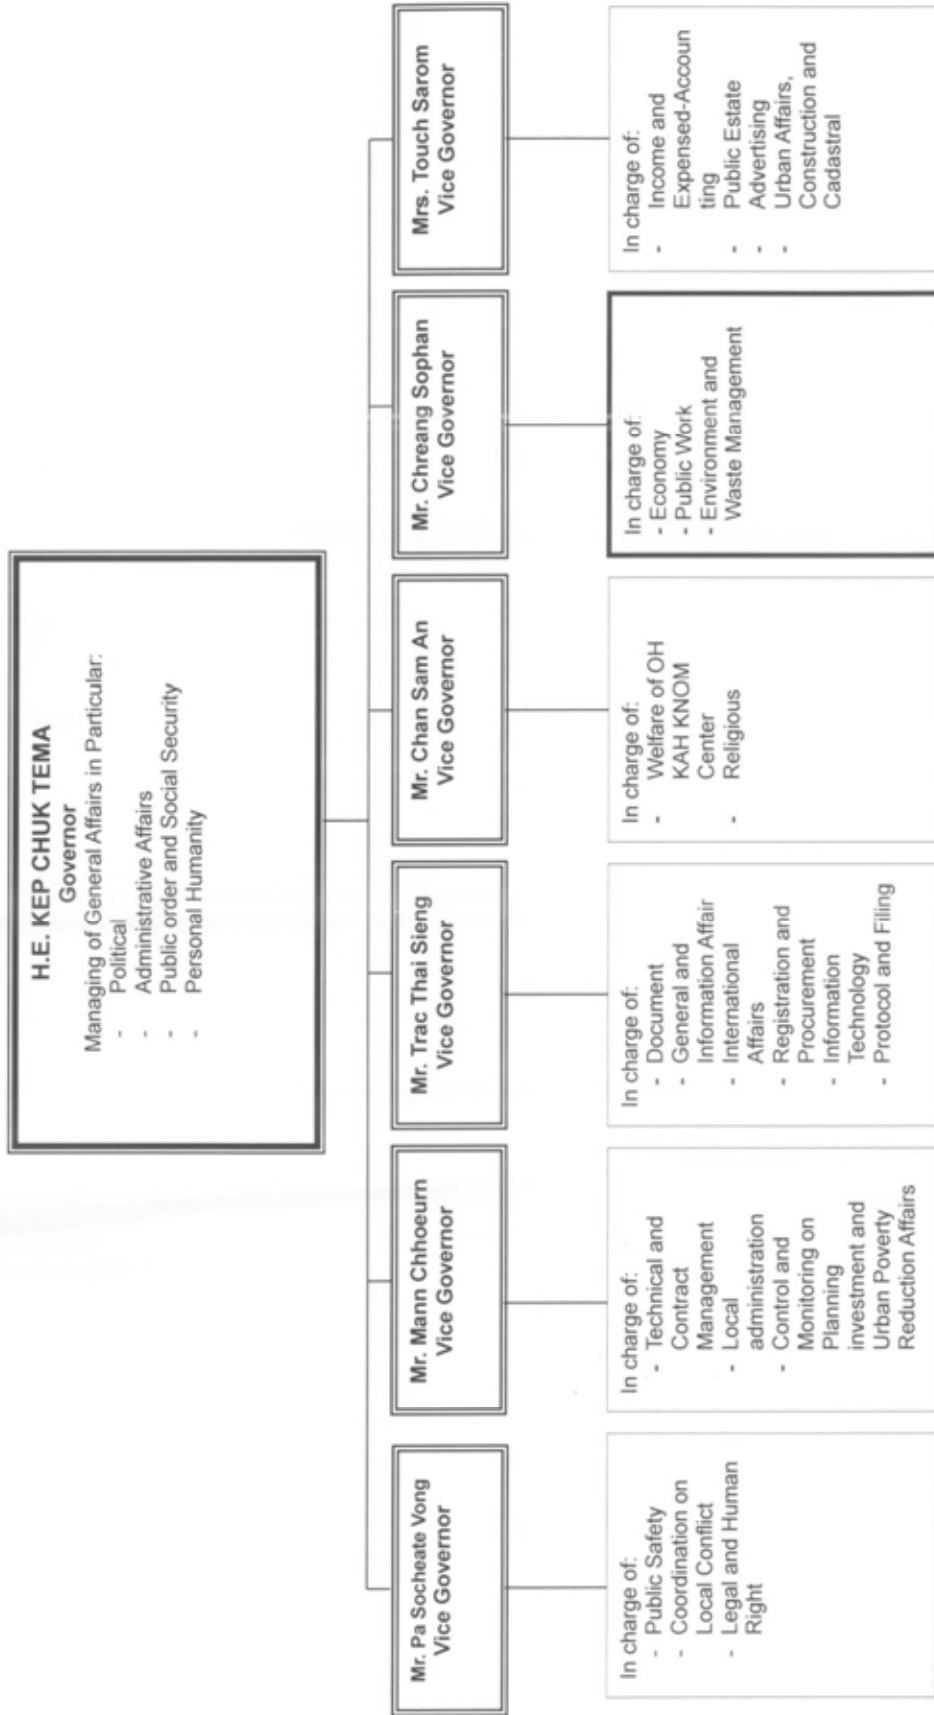 H.E. KEP CHUK TEMA
Governor
Managing of General Affairs in Particular:
- Political
- Administrative Affairs
- Public order and Social Security
- Personal Humanity
Mr. Pa Socheate Vong
Vice Governor
In charge of:
- Public Safety
- Coordination on
Local Conflict
- Legal and Human
Right
Mr. Mann Chhoeurn
Vice Governor
In charge of:
- Technical and
Contract
Management
- Local
administration
- Control and
Monitoring on
Planning
investment and
Urban Poverty
Reduction Affairs
Mr. Trac Thai Sieng
Vice Governor
In charge of:
- Document
- General and
Information Affair
- International
Affairs
- Registration and
Procurement
- Information
Technology
- Protocol and Filing
Mr. Chan Sam An
Vice Governor
In charge of:
- Welfare of OH
KAH KNOM
Center
- Religious
Mr. Chreang Sophan
Vice Governor
In charge of:
- Economy
- Public Work
- Environment and
Waste Management
Mrs. Touch Sarom
Vice Governor
In charge of:
- Income and
Expensed-Accoun
ting
- Public Estate
- Advertising
- Urban Affairs,
Construction and
Cadastral